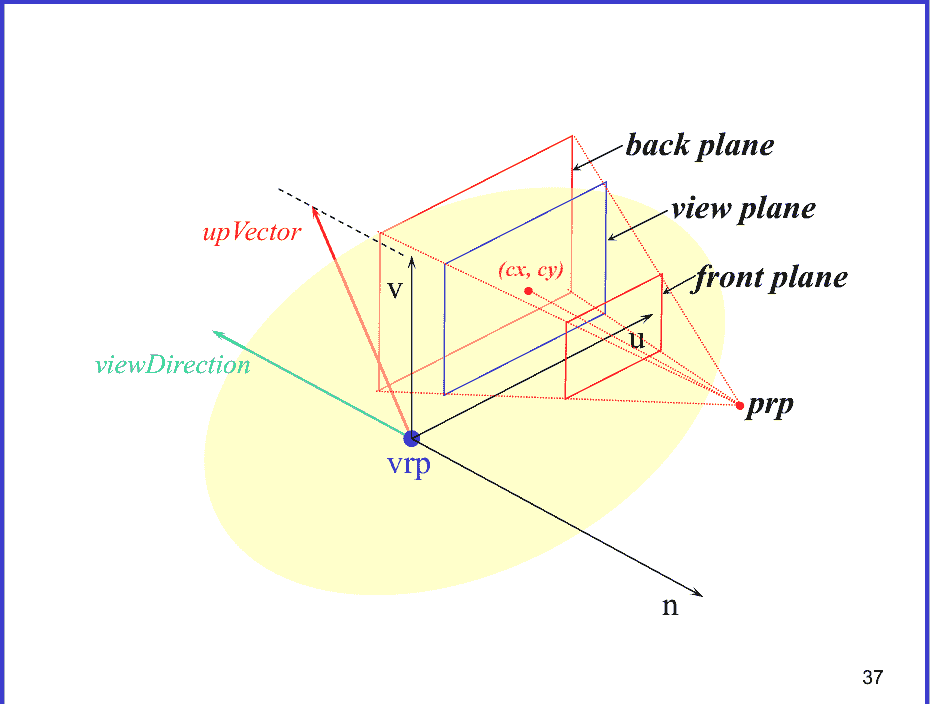 back plane
view plane
upVector
(cx, cy)
front plane
v
u
viewDirection
prp
vrp
n
37